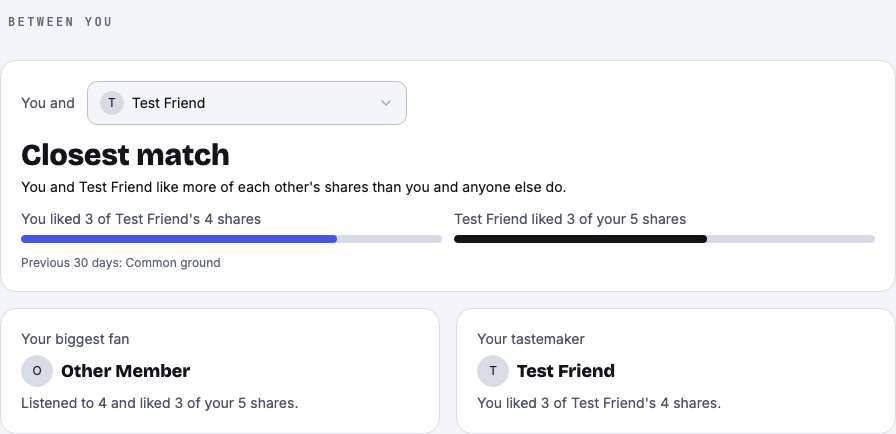 BETWEEN YOU
You and
T
Test Friend
Closest match
You and Test Friend like more of each other's shares than you and anyone else do.
You liked 3 of Test Friend's 4 shares
Test Friend liked 3 of your 5 shares
Previous 30 days: Common ground
Your biggest fan
O
Other Member
Listened to 4 and liked 3 of your 5 shares.
Your tastemaker
T
Test Friend
You liked 3 of Test Friend's 4 shares.